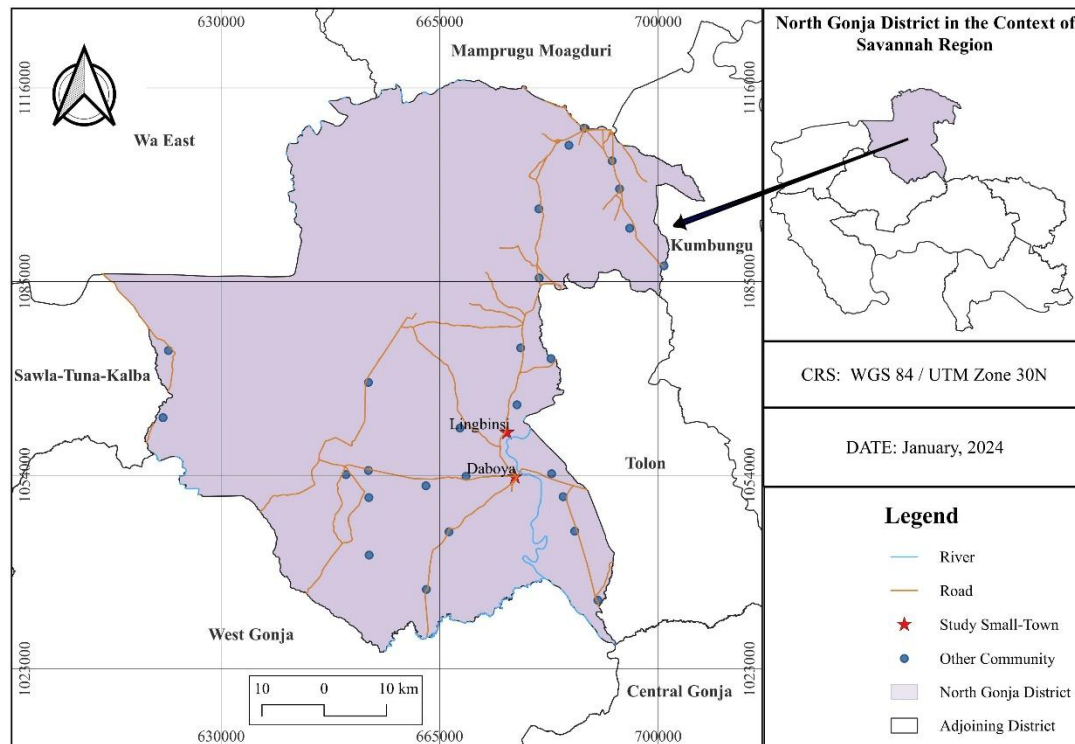 630000
665000
700000
North Gonja District in the Context of
Savannah Region
Mamprugu Moagduri
1116000
1116000
Wa East
Kumbungu
1085000
1085000
Sawla-Tuna-Kalba
CRS: WGS 84 / UTM Zone 30N
DATE: January, 2024
Lingbinsi
Daboya
Tolon
1054000
1054000
Legend
River
Road
Study Small-Town
Other Community
North Gonja District
Adjoining District
West Gonja
Central Gonja
1023000
1023000
10 0 10 km
630000
665000
700000